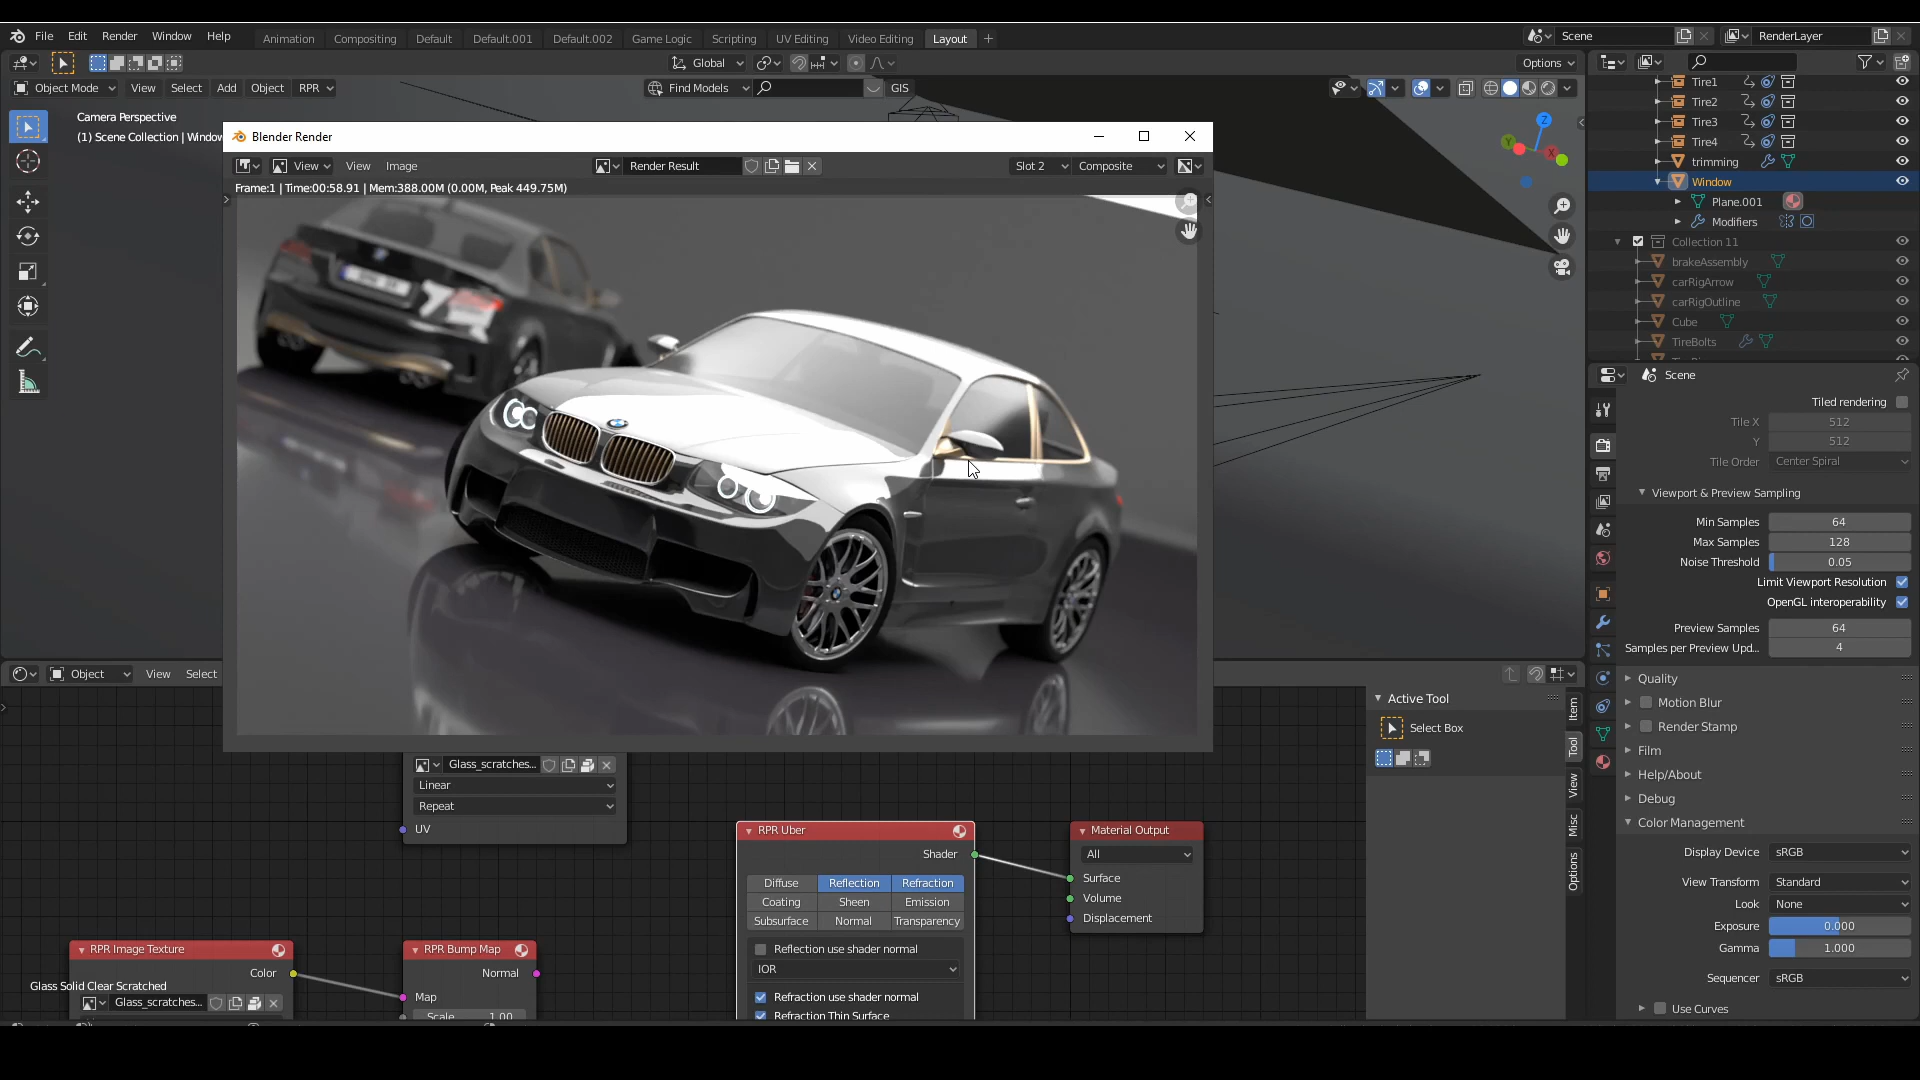 File Edit Render Window Help
Animation Compositing Default Default.001 Default.002 Game Logic Scripting UV Editing Video Editing Layout
Scene
RenderLayer
Global
Options
Object Mode View Select Add Object RPR
Find Models
GIS
Camera Perspective
(1) Scene Collection | Window
Blender Render
View View Image
Render Result
Slot 2 Composite
Frame:1 | Time:00:58.91 | Mem:388.00M (0.00M, Peak 449.75M)
Z
Y
X
Tire1
Tire2
Tire3
Tire4
trimming
Window
Plane.001
Modifiers
Collection 11
brakeAssembly
carRigArrow
carRigOutline
Cube
TireBolts
Scene
Tiled rendering
Tile X 512
Y 512
Tile Order Center Spiral
Viewport & Preview Sampling
Min Samples 64
Max Samples 128
Noise Threshold 0.05
Limit Viewport Resolution
OpenGL interoperability
Preview Samples 64
Samples per Preview Upd... 4
Quality
Motion Blur
Render Stamp
Film
Help/About
Debug
Color Management
Display Device sRGB
View Transform Standard
Look None
Exposure 0.000
Gamma 1.000
Sequencer sRGB
Use Curves
Object View Select
Active Tool
Select Box
Item
Tool
View
Misc
Options
Glass_scratches...
Linear
Repeat
UV
RPR Uber
Shader
Diffuse Reflection Refraction
Coating Sheen Emission
Subsurface Normal Transparency
Reflection use shader normal
IOR
Refraction use shader normal
Refraction Thin Surface
Material Output
All
Surface
Volume
Displacement
RPR Image Texture
Color
Glass Solid Clear Scratched
Glass_scratches...
RPR Bump Map
Normal
Map
Scale 1.00